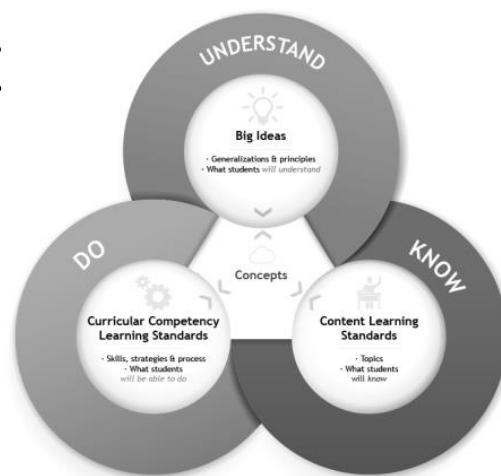 UNDERSTAND
Big Ideas
· Generalizations & principles
· What students will understand
DO
KNOW
Concepts
Curricular Competency
Learning Standards
· Skills, strategies & process
· What students
will be able to do
Content Learning
Standards
· Topics
· What students
will know